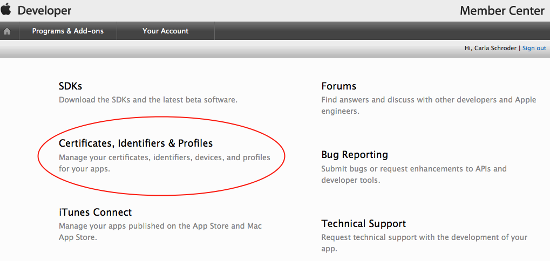 Developer
Member Center
Programs & Add-ons
Your Account
Hi, Carla Schroder | Sign out
SDKs
Download the SDKs and the latest beta software.
Certificates, Identifiers & Profiles
Manage your certificates, identifiers, devices, and profiles
for your apps.
iTunes Connect
Manage your apps published on the App Store and Mac
App Store.
Forums
Find answers and discuss with other developers and Apple
engineers.
Bug Reporting
Submit bugs or request enhancements to APIs and
developer tools.
Technical Support
Request technical support with the development of your
app.